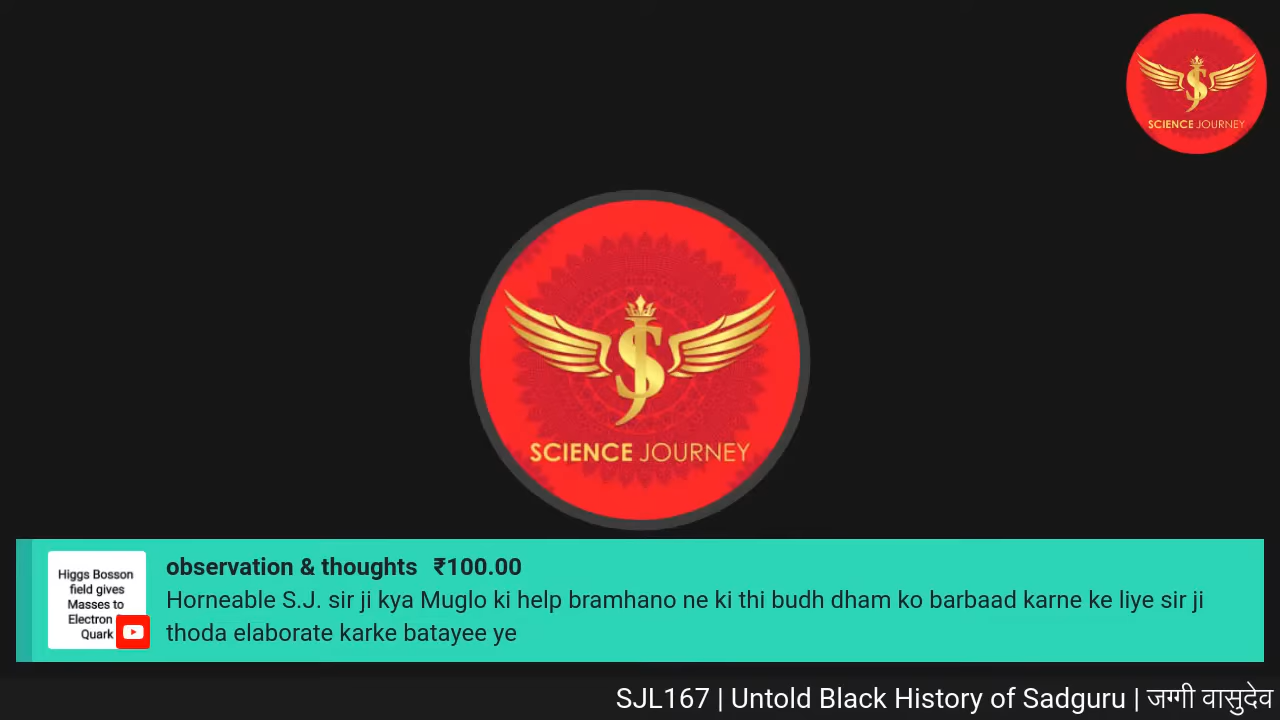 SCIENCE JOURNEY
SCIENCE JOURNEY
Higgs Bosson
field gives
Masses to
Electron
Quark
observation & thoughts ₹100.00
Horneable S.J. sir ji kya Muglo ki help bramhano ne ki thi budh dham ko barbaad karne ke liye sir ji
thoda elaborate karke batayee ye
SJL167 | Untold Black History of Sadguru | जग्गी वासुदेव